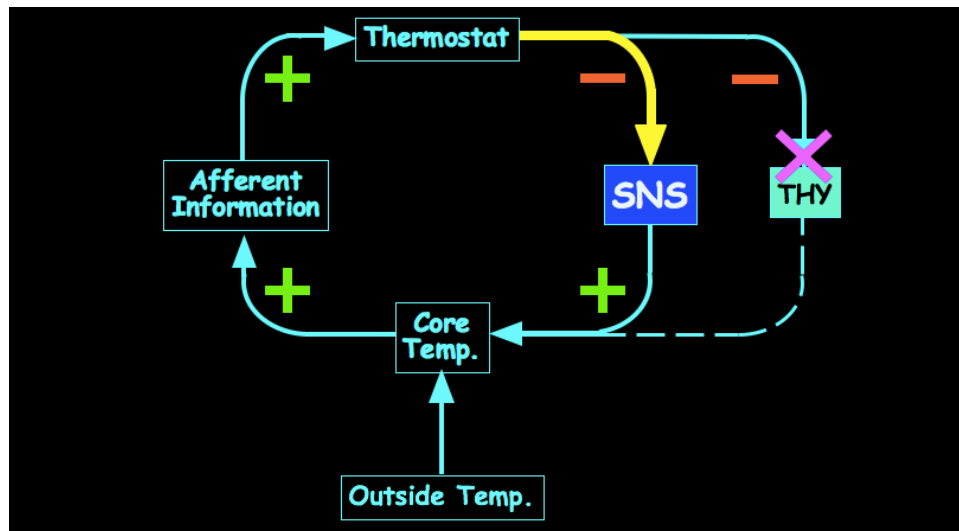 Thermostat
Afferent
Information
SNS
THY
Core
Temp.
Outside Temp.